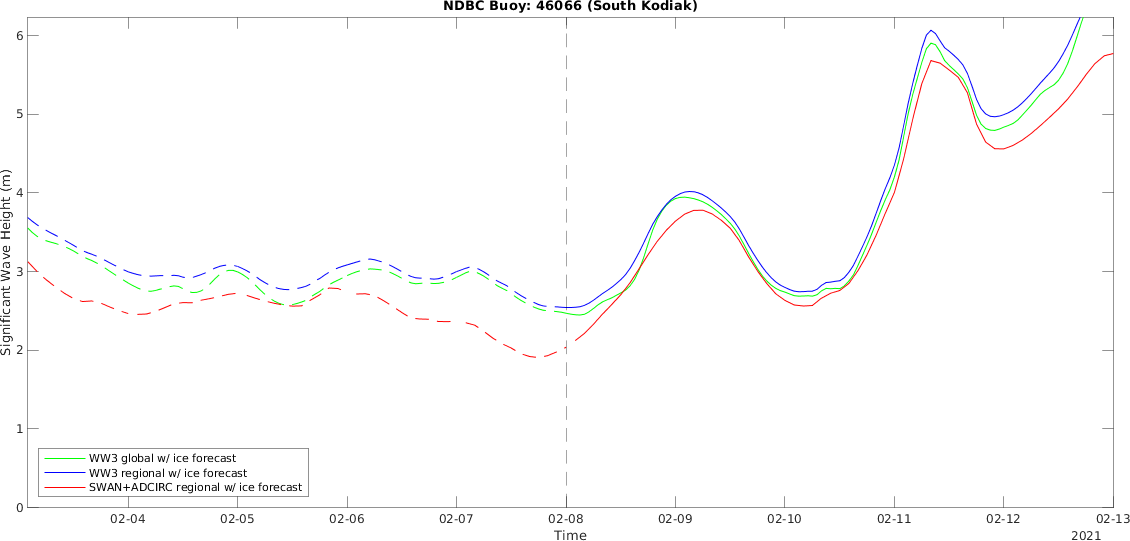 NDBC Buoy: 46066 (South Kodiak)
Significant Wave Height (m)
6
5
4
3
2
1
0
WW3 global w/ ice forecast
WW3 regional w/ ice forecast
SWAN+ADCIRC regional w/ ice forecast
02-04 02-05 02-06 02-07 02-08 02-09 02-10 02-11 02-12 02-13
Time
2021